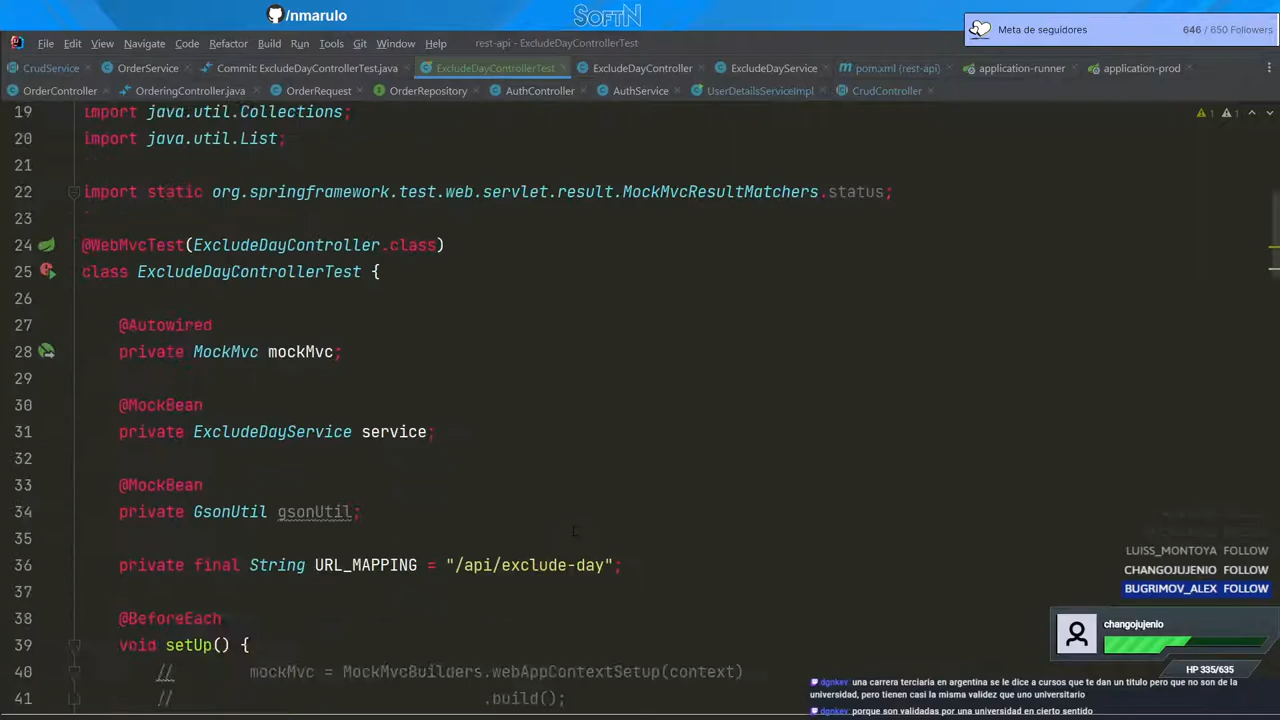 /nmarulo
SOFTN
Meta de seguidores 646 / 650 Followers
File Edit View Navigate Code Refactor Build Run Tools Git Window Help rest-api - ExcludeDayControllerTest
CrudService OrderService Commit: ExcludeDayControllerTest.java ExcludeDayControllerTest ExcludeDayController ExcludeDayService pom.xml (rest-api) application-runner application-prod
OrderController OrderingController.java OrderRequest OrderRepository AuthController AuthService UserDetailsServiceImpl CrudController
19 import java.util.Collections;
1 1
20 import java.util.List;
21
22 import static org.springframework.test.web.servlet.result.MockMvcResultMatchers.status;
23
24 @WebMvcTest(ExcludeDayController.class)
25 class ExcludeDayControllerTest {
26
27 @Autowired
28 private MockMvc mockMvc;
29
30 @MockBean
31 private ExcludeDayService service;
32
33 @MockBean
34 private GsonUtil gsonUtil;
35
36 private final String URL_MAPPING = "/api/exclude-day";
37
38 @BeforeEach
39 void setUp() {
40 // mockMvc = MockMvcBuilders.webAppContextSetup(context)
41 // .build();
LUISS_MONTOYA FOLLOW
CHANGOJUJENIO FOLLOW
BUGRIMOV_ALEX FOLLOW
changojujenio
HP 335/635
dgnkev una carrera terciaria en argentina se le dice a cursos que te dan un titulo pero que no son de la
universidad, pero tienen casi la misma validez que uno universitario
dgnkev porque son validadas por una universidad en cierto sentido